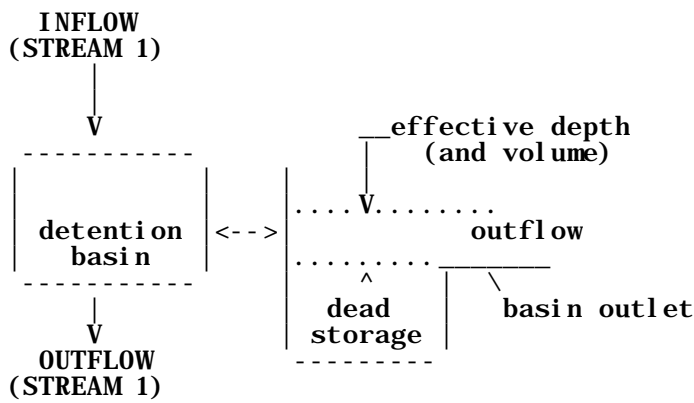 INFLOW
(STREAM 1)
effective depth
(and volume)
detention
basin
outflow
dead
storage
basin outlet
OUTFLOW
(STREAM 1)